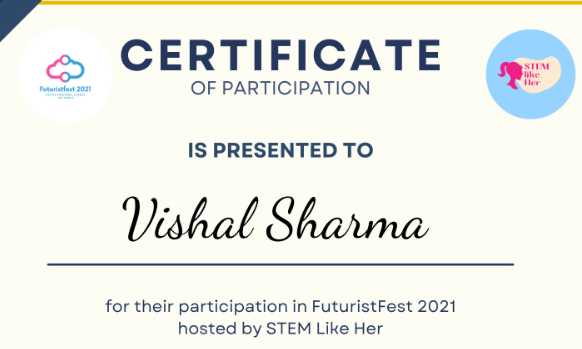 CERTIFICATE
OF PARTICIPATION
Futuristfest 2021
STEM
like
Her
IS PRESENTED TO
Vishal Sharma
for their participation in FuturistFest 2021
hosted by STEM Like Her